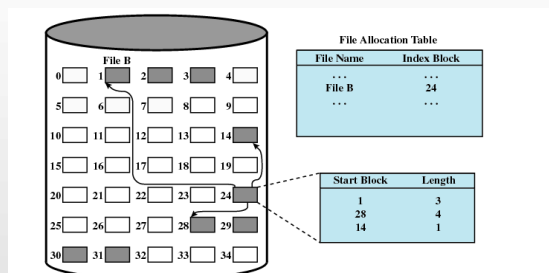 File Allocation Table
File Name Index Block
. . . . . .
File B 24
. . . . . .
File B
0 1 2 3 4
5 6 7 8 9
10 11 12 13 14
15 16 17 18 19
20 21 22 23 24
25 26 27 28 29
30 31 32 33 34
Start Block Length
1 3
28 4
14 1